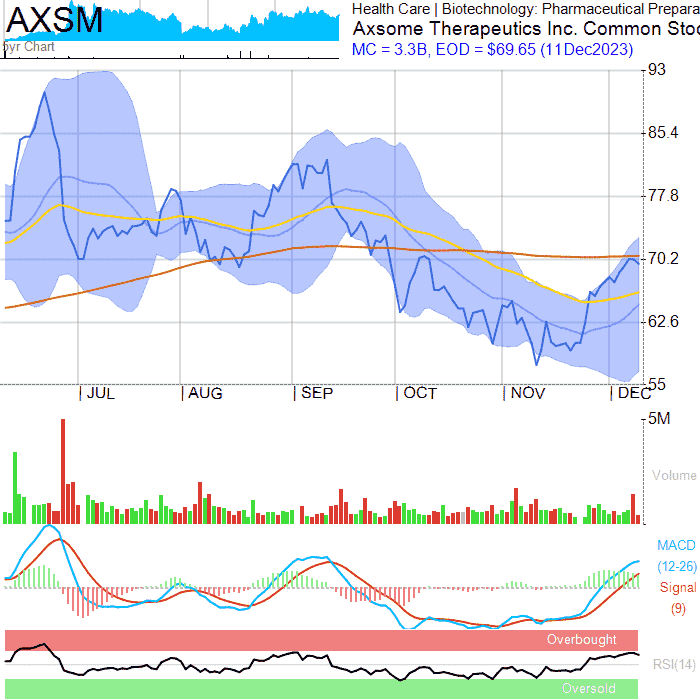 AXSM
5yr Chart
Health Care | Biotechnology: Pharmaceutical Prepara
Axsome Therapeutics Inc. Common Stoc
MC = 3.3B, EOD = $69.65 (11Dec2023)
93
85.4
77.8
70.2
62.6
55
| JUL
| AUG
| SEP
| OCT
| NOV
| DEC
5M
Volume
MACD
(12-26)
Signal
(9)
Overbought
RSI(14)
Oversold